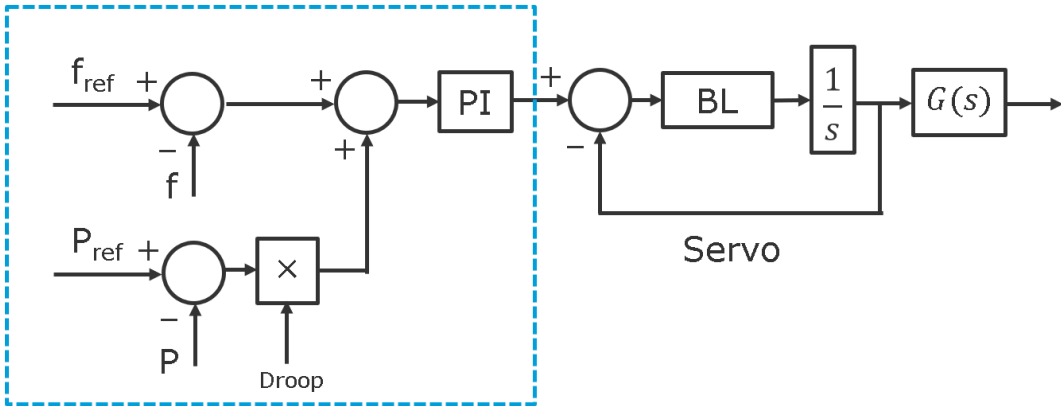 f_ref + + + 
− f
+ PI + BL 1/s G(s)
−
P_ref + ×
− P
Droop
Servo